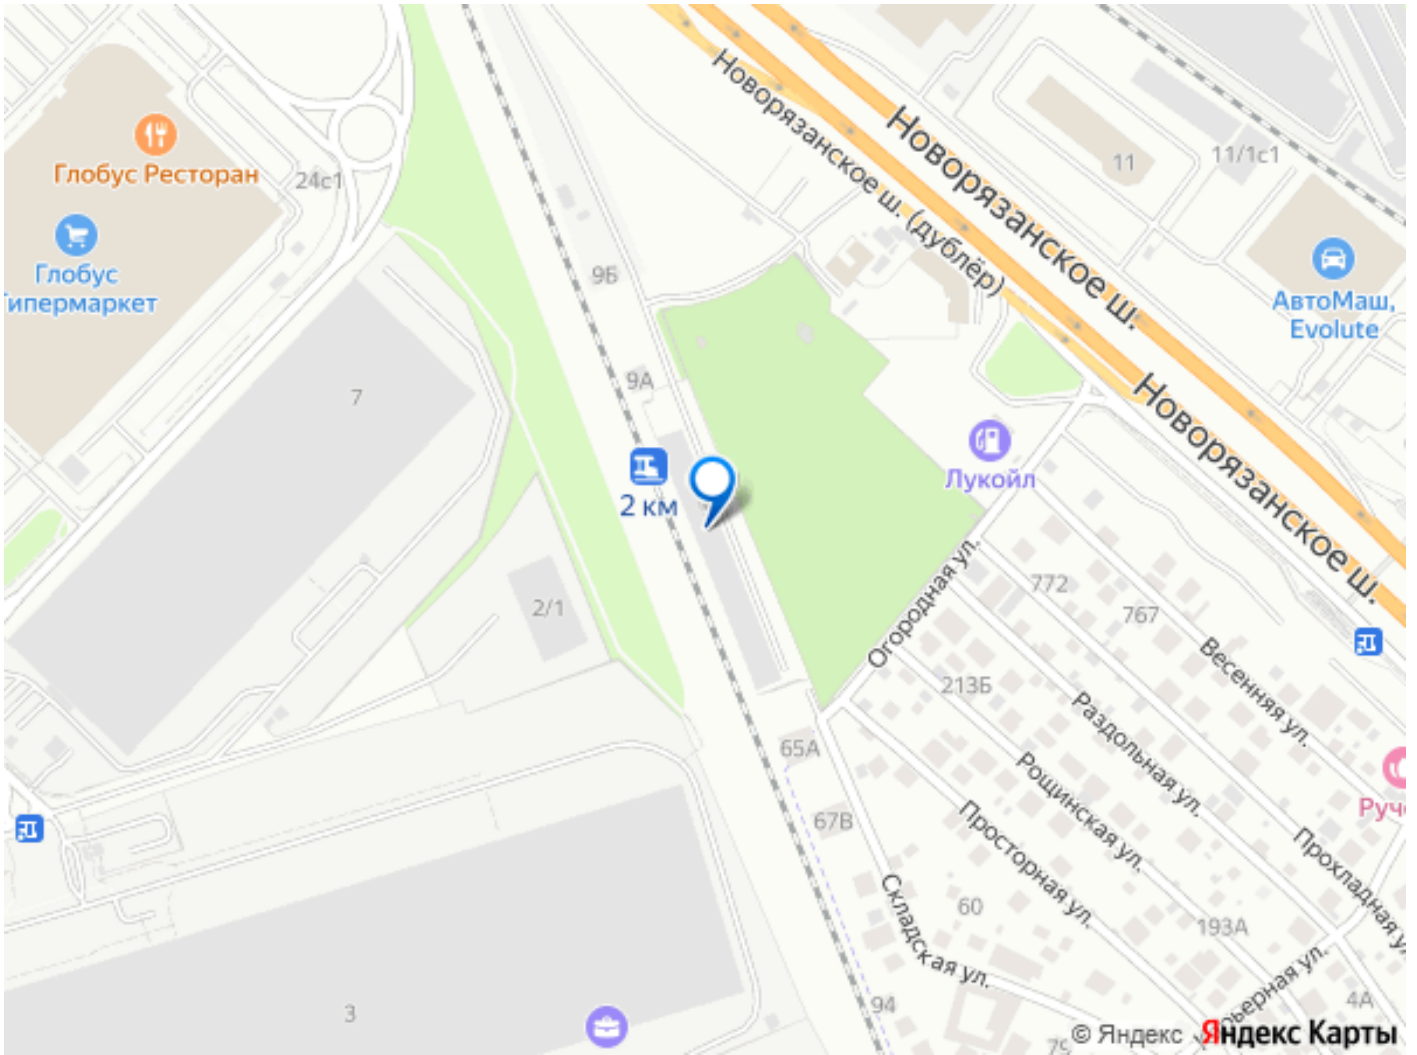 Новорязанское ш. (дублёр)
Новорязанское ш.
11
11/1с1
Глобус Ресторан
24с1
Глобус
Гипермаркет
9Б
АвтоМаш,
Evolute
9А
7
Новорязанское ш.
Лукойл
2 км
Огородная ул.
772
767
2/1
Весенняя ул.
213Б
Раздольная ул.
65А
Рощинская ул.
67В
Просторная ул.
Прохладная ул.
Складская ул.
60
193А
94
3
4А
79
© Яндекс Яндекс Карты